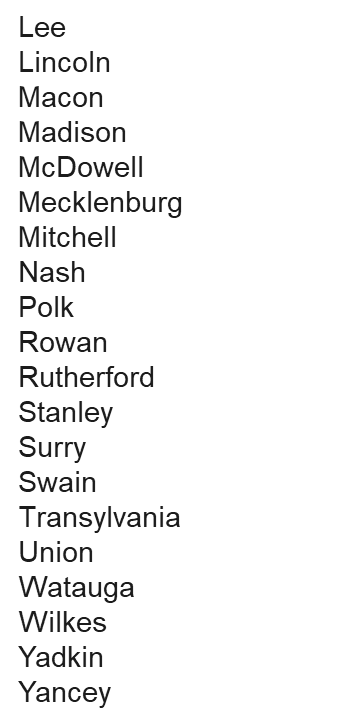 Lee
Lincoln
Macon
Madison
McDowell
Mecklenburg
Mitchell
Nash
Polk
Rowan
Rutherford
Stanley
Surry
Swain
Transylvania
Union
Watauga
Wilkes
Yadkin
Yancey